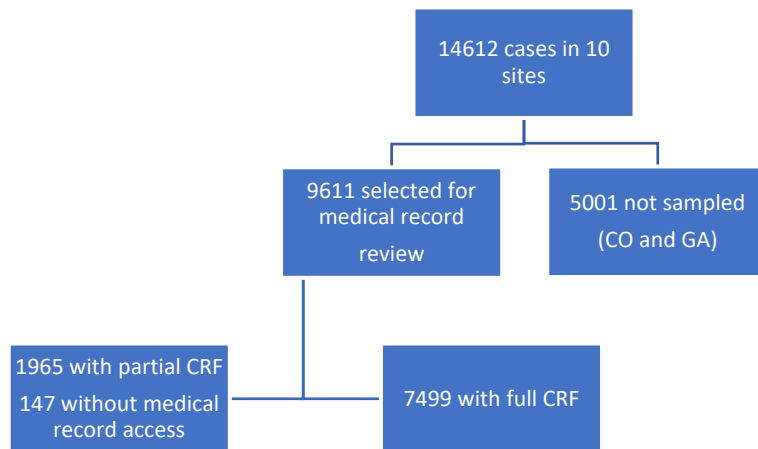 14612 cases in 10
sites
9611 selected for
medical record
review
5001 not sampled
(CO and GA)
1965 with partial CRF
147 without medical
record access
7499 with full CRF